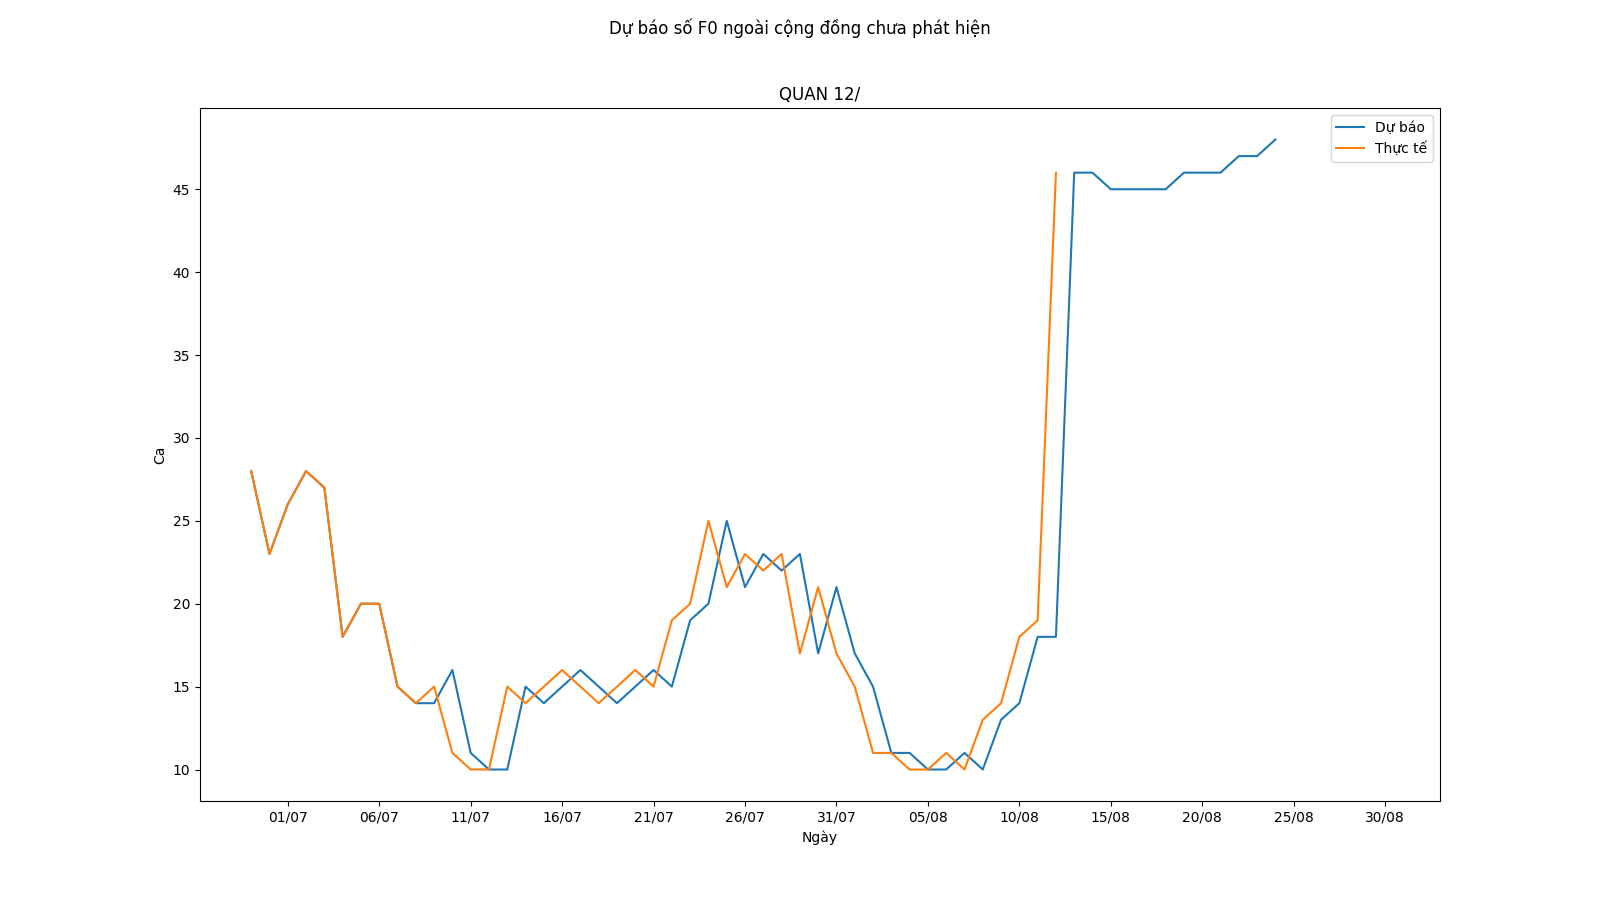 Dự báo số F0 ngoài cộng đồng chưa phát hiện
QUAN 12/
Dự báo
Thực tế
45
40
35
30
25
20
15
10
Ca
01/07 06/07 11/07 16/07 21/07 26/07 31/07 05/08 10/08 15/08 20/08 25/08 30/08
Ngày